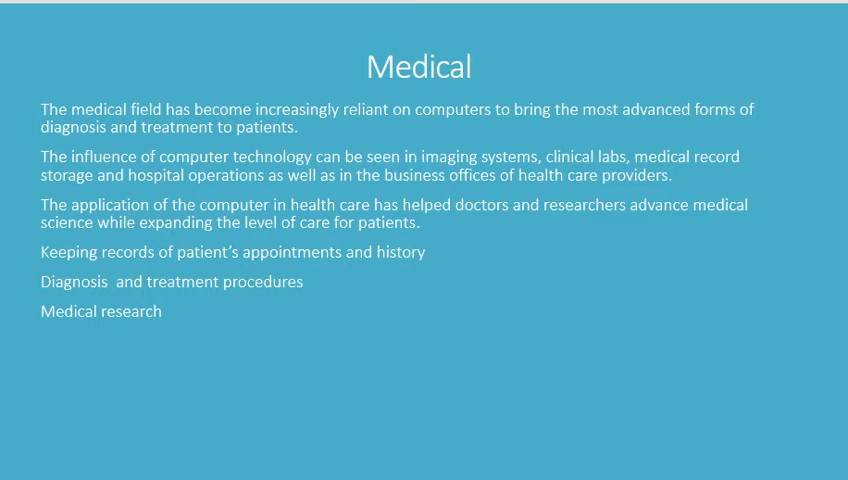 Medical
The medical field has become increasingly reliant on computers to bring the most advanced forms of
diagnosis and treatment to patients.
The influence of computer technology can be seen in imaging systems, clinical labs, medical record
storage and hospital operations as well as in the business offices of health care providers.
The application of the computer in health care has helped doctors and researchers advance medical
science while expanding the level of care for patients.
Keeping records of patient’s appointments and history
Diagnosis  and treatment procedures
Medical research